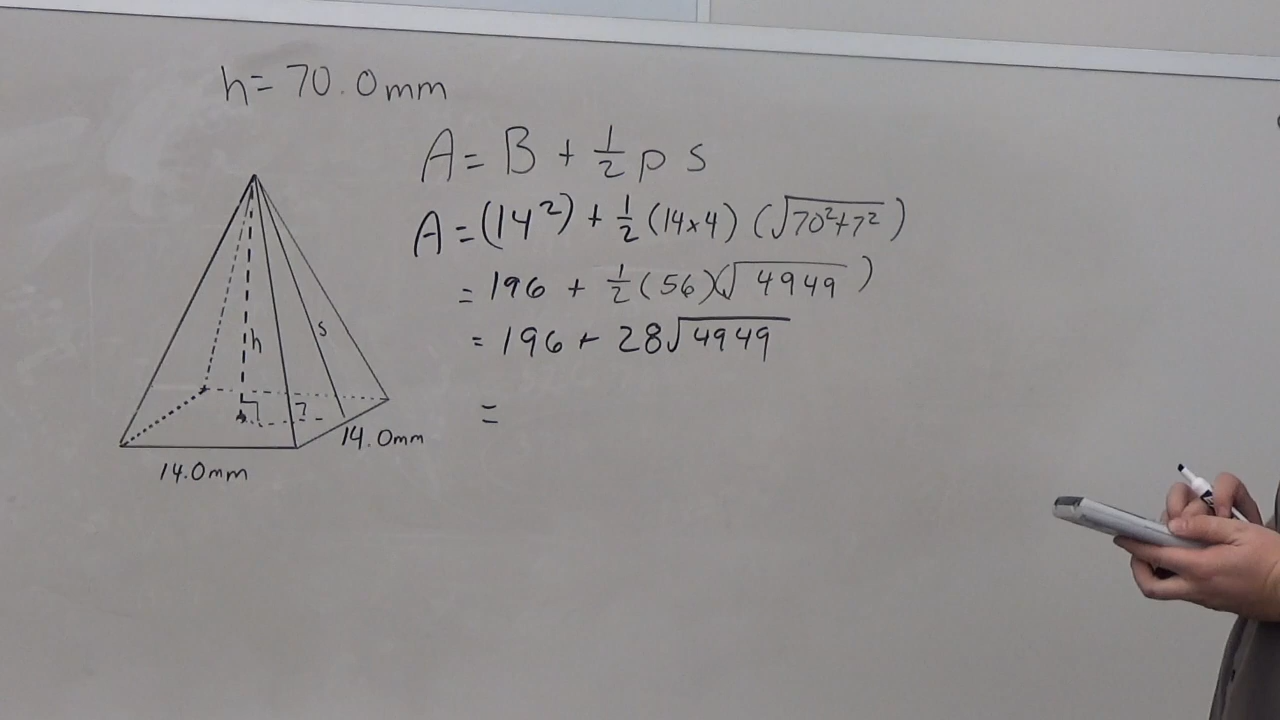 h = 70.0mm
A = B + 1/2 p s
A = (14²) + 1/2 (14×4) (√70²+7²)
= 196 + 1/2 (56)(√4949)
= 196 + 28√4949
=
s
h
7
14.0mm
14.0mm